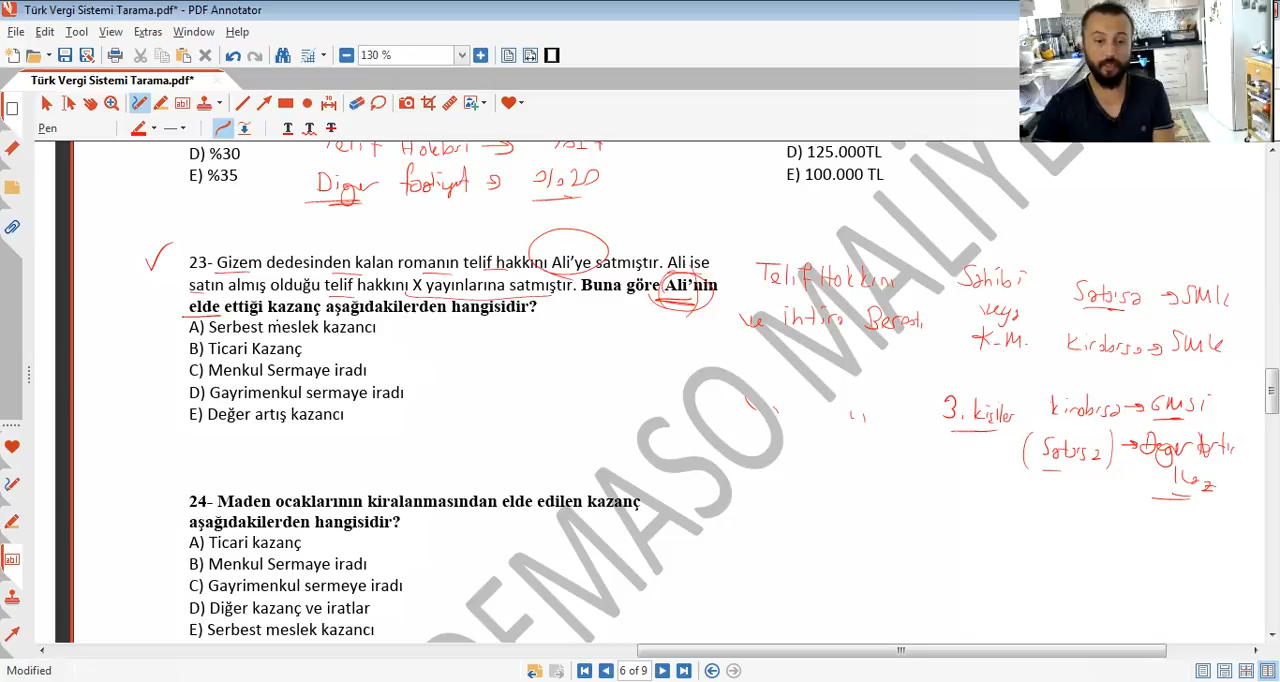 Türk Vergi Sistemi Tarama.pdf* - PDF Annotator
File Edit Tool View Extras Window Help
130 %
Türk Vergi Sistemi Tarama.pdf*
Pen
D) %30
E) %35
Telif Hakları →
Diğer faaliyet → %20
D) 125.000TL
E) 100.000 TL
23- Gizem dedesinden kalan romanın telif hakkını Ali’ye satmıştır. Ali ise
satın almış olduğu telif hakkını X yayınlarına satmıştır. Buna göre Ali’nin
elde ettiği kazanç aşağıdakilerden hangisidir?
A) Serbest meslek kazancı
B) Ticari Kazanç
C) Menkul Sermaye iradı
D) Gayrimenkul sermaye iradı
E) Değer artış kazancı
Telif Hakkını
ve ihtira Beratı
Sahibi
veya
K.M.
Satarsa → SMK
Kiralarsa → SMK
" "
3. kişiler kiralarsa → GMSİ
(Satarsa) → Değer Artış
Kaz
24- Maden ocaklarının kiralanmasından elde edilen kazanç
aşağıdakilerden hangisidir?
A) Ticari kazanç
B) Menkul Sermaye iradı
C) Gayrimenkul sermeye iradı
D) Diğer kazanç ve iratlar
E) Serbest meslek kazancı
DEMASO MALİYE
Modified
6 of 9